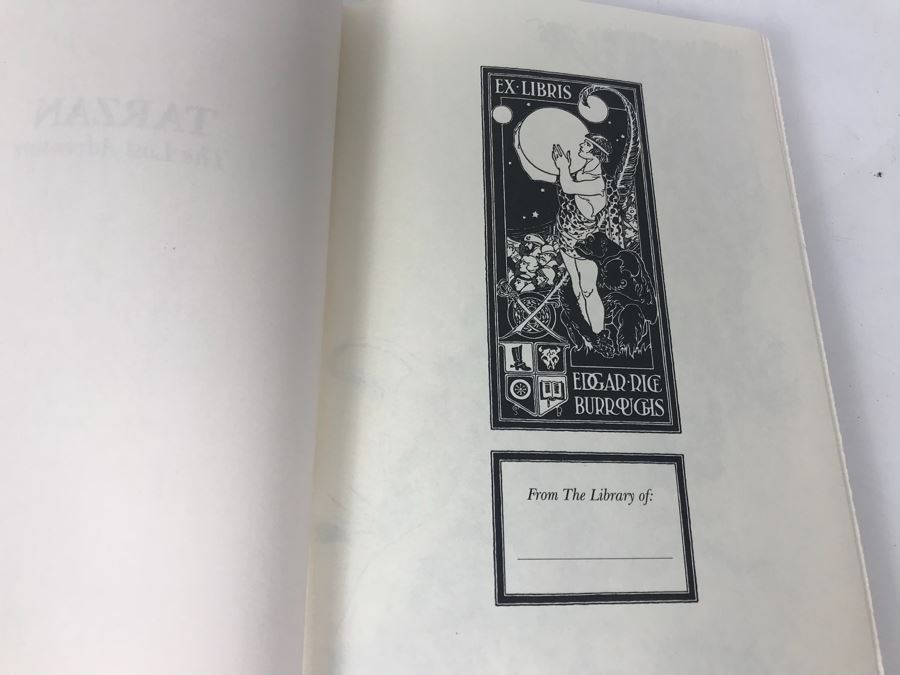 TARZAN
The Lost Adventure
EX·LIBRIS
EDGAR·RICE
BURROUGHS
From The Library of: